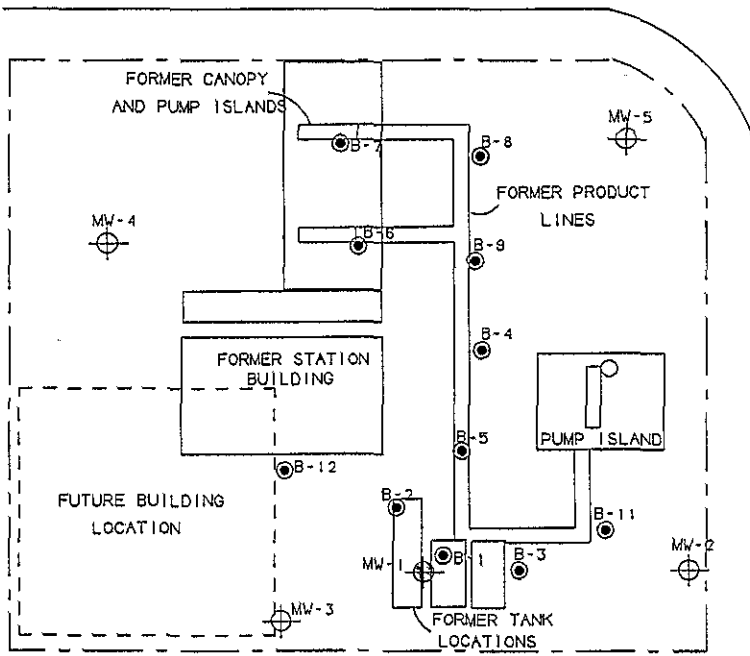 FORMER CANOPY
AND PUMP ISLANDS
MW-5
B-7
B-8
FORMER PRODUCT
LINES
MW-4
B-6
B-9
B-4
FORMER STATION
BUILDING
PUMP ISLAND
B-5
B-12
FUTURE BUILDING
LOCATION
B-2
B-11
MW-1
B-1
B-3
MW-2
MW-3
FORMER TANK
LOCATIONS